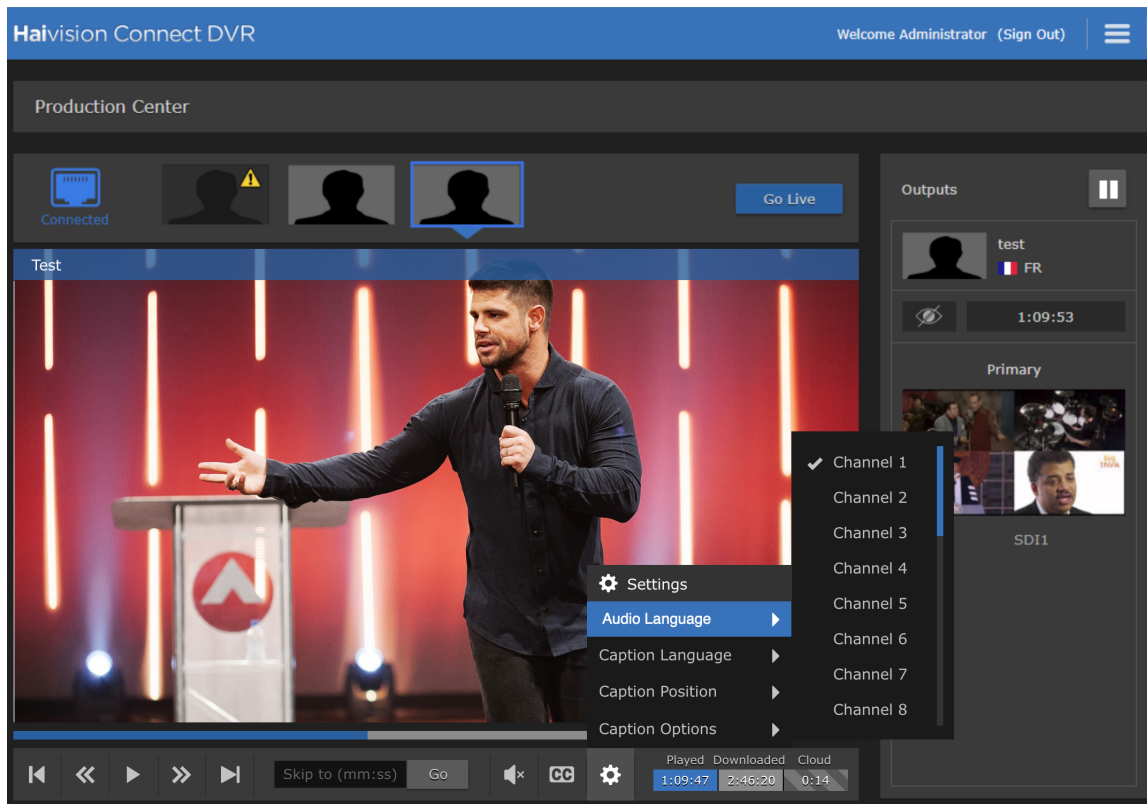 Haivision Connect DVR
Welcome Administrator (Sign Out)
Production Center
Connected
Go Live
Test
Outputs
test
FR
1:09:53
Primary
big think
SDI1
Settings
Audio Language
Caption Language
Caption Position
Caption Options
Channel 1
Channel 2
Channel 3
Channel 4
Channel 5
Channel 6
Channel 7
Channel 8
Skip to (mm:ss)
Go
CC
Played Downloaded Cloud
1:09:47 2:46:20 0:14